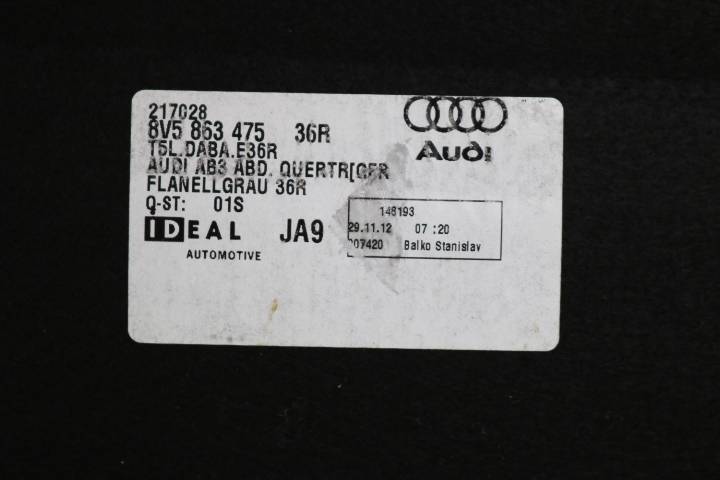 217028
8V5 863 475 36R
T5L.DABA.E36R
AUDI AB3 ABD. QUERTR[GER
FLANELLGRAU 36R
Q-ST: 01S
IDEAL JA9
AUTOMOTIVE
Audi
148193
29.11.12 07:20
007420 Balko Stanislav